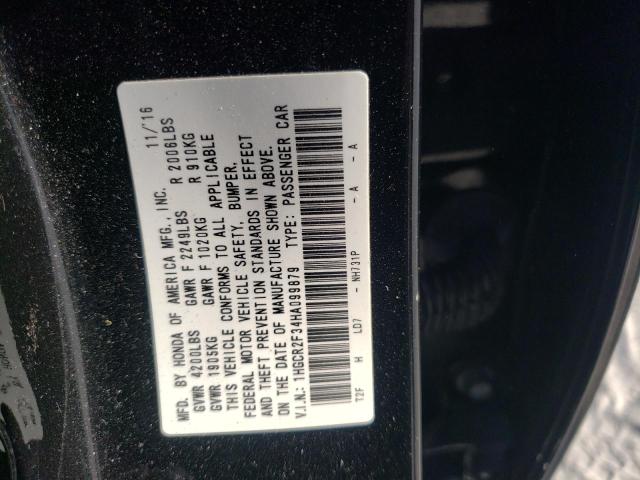 MFD. BY HONDA OF AMERICA MFG., INC. 11/'16
GVWR 4200LBS GAWR F 2249LBS R 2006LBS
GVWR 1905KG GAWR F 1020KG R 910KG
THIS VEHICLE CONFORMS TO ALL APPLICABLE
FEDERAL MOTOR VEHICLE SAFETY, BUMPER,
AND THEFT PREVENTION STANDARDS IN EFFECT
ON THE DATE OF MANUFACTURE SHOWN ABOVE.
V.I.N.: 1HGCR2F34HA099879 TYPE: PASSENGER CAR
T2F H LD7 - NH731P - A - A